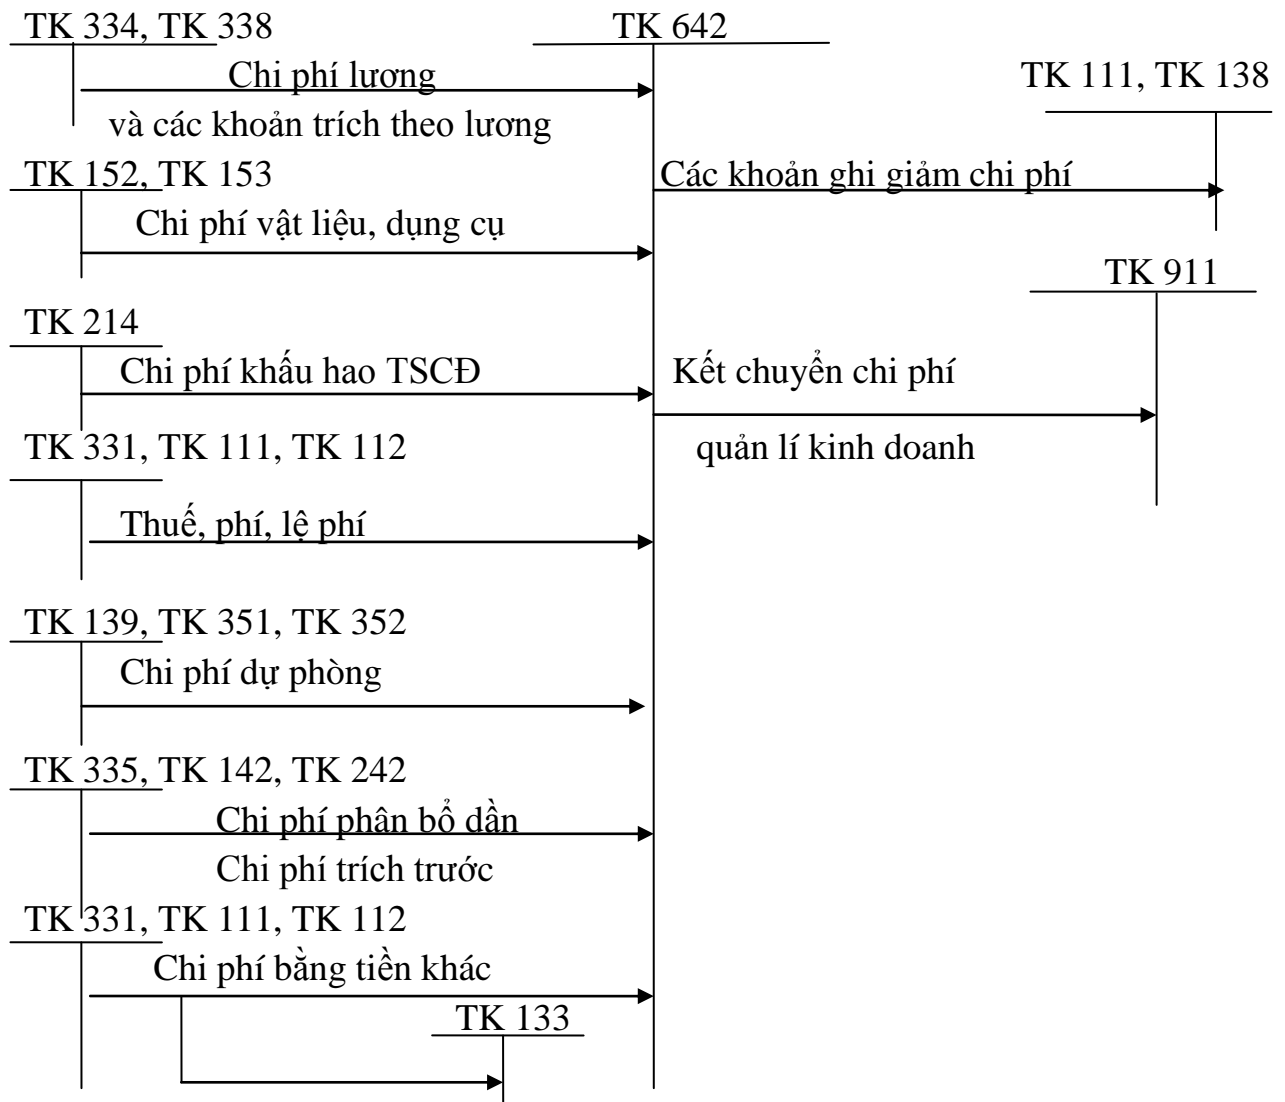 TK 334, TK 338
TK 642
Chi phí lương
và các khoản trích theo lương
TK 111, TK 138
TK 152, TK 153
Các khoản ghi giảm chi phí
Chi phí vật liệu, dụng cụ
TK 911
TK 214
Chi phí khấu hao TSCĐ
Kết chuyển chi phí
quản lí kinh doanh
TK 331, TK 111, TK 112
Thuế, phí, lệ phí
TK 139, TK 351, TK 352
Chi phí dự phòng
TK 335, TK 142, TK 242
Chi phí phân bổ dần
Chi phí trích trước
TK 331, TK 111, TK 112
Chi phí bằng tiền khác
TK 133